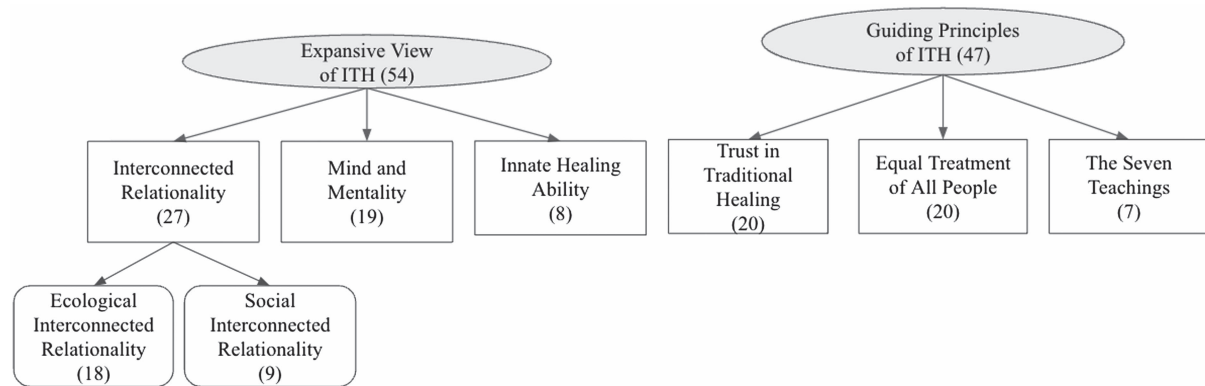 Expansive View
of ITH (54)
Guiding Principles
of ITH (47)
Interconnected
Relationality
(27)
Mind and
Mentality
(19)
Innate Healing
Ability
(8)
Trust in
Traditional
Healing
(20)
Equal Treatment
of All People
(20)
The Seven
Teachings
(7)
Ecological
Interconnected
Relationality
(18)
Social
Interconnected
Relationality
(9)